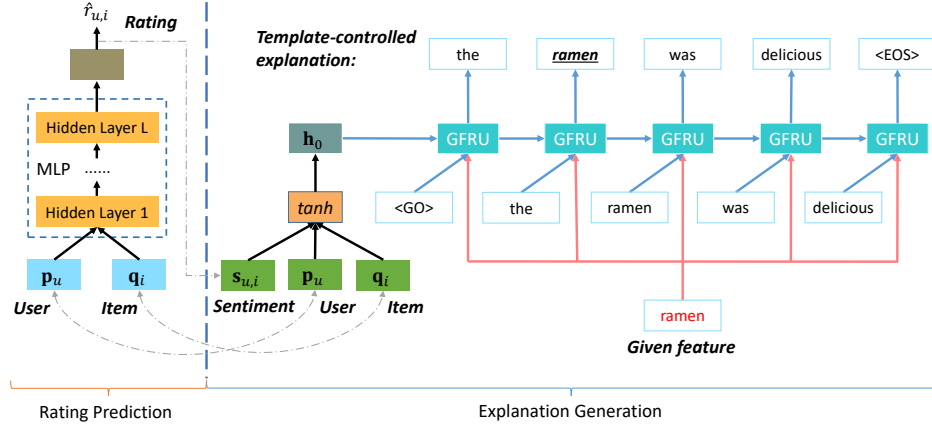 r̂u,i
Rating
Hidden Layer L
MLP ......
Hidden Layer 1
pu
qi
User
Item
Rating Prediction
Template-controlled
explanation:
the
ramen
was
delicious
<EOS>
h0
GFRU
GFRU
GFRU
GFRU
GFRU
tanh
<GO>
the
ramen
was
delicious
su,i
pu
qi
Sentiment
User
Item
ramen
Given feature
Explanation Generation